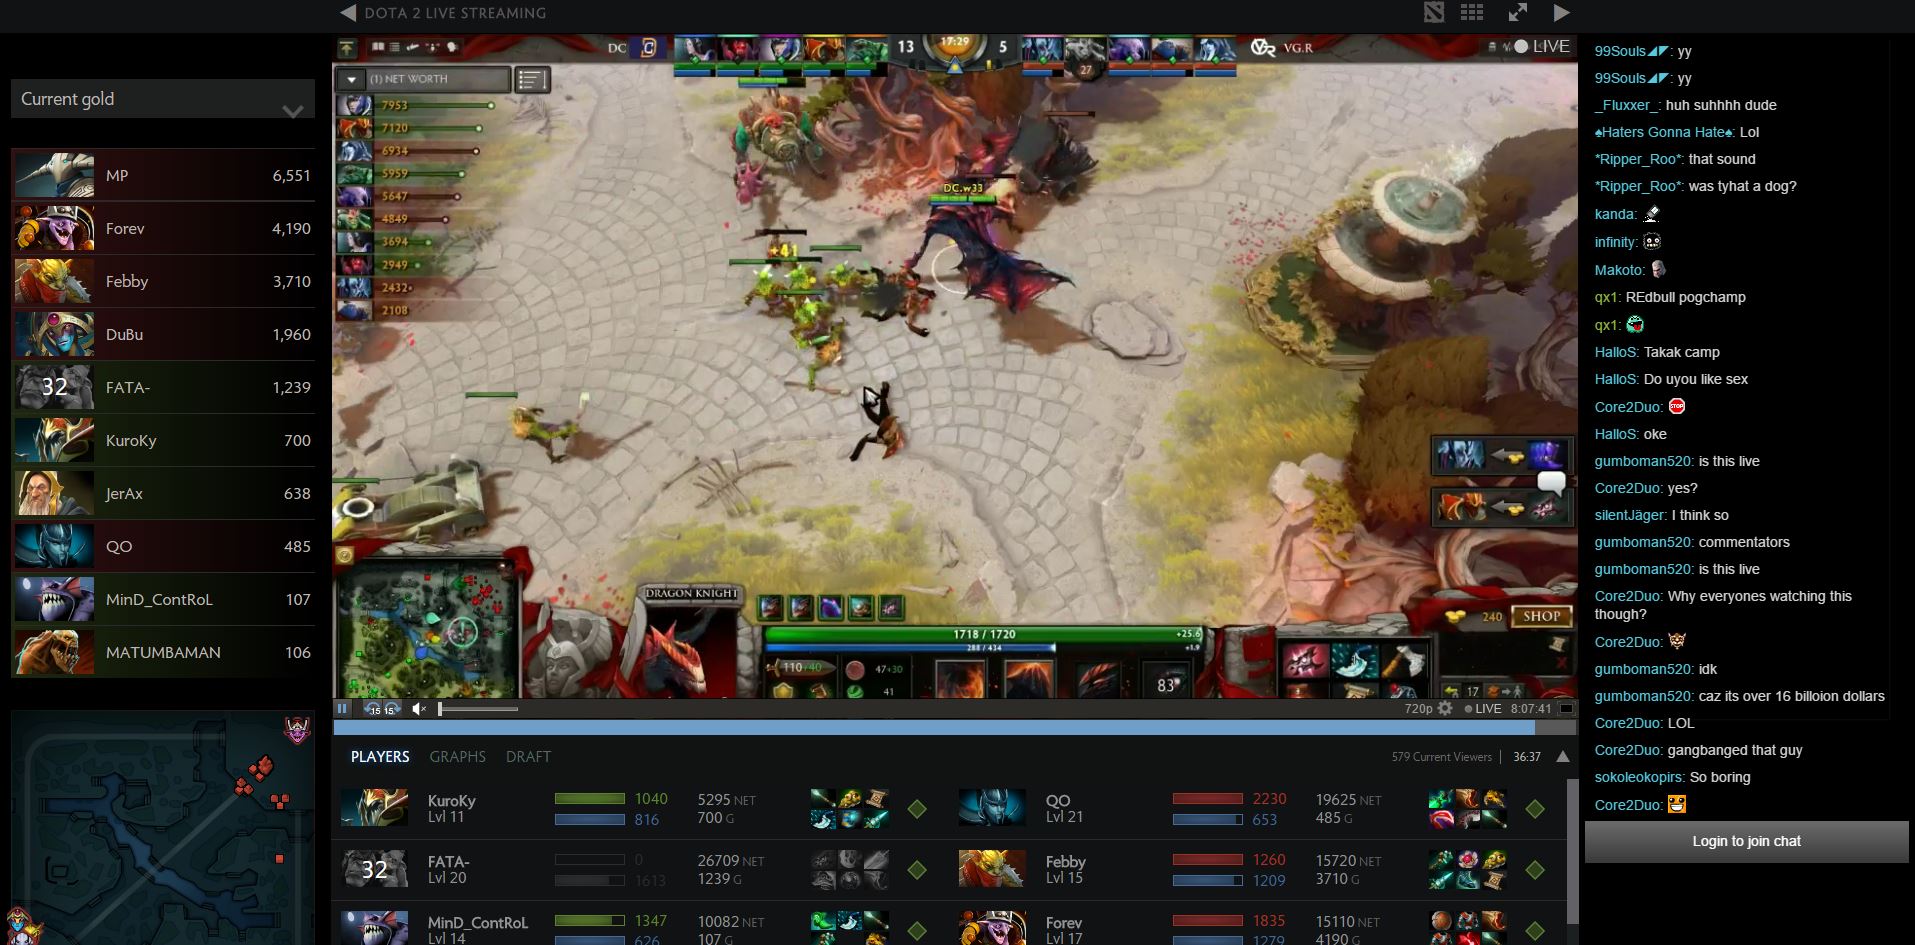 DOTA 2 LIVE STREAMING
Current gold
MP 6,551
Forev 4,190
Febby 3,710
DuBu 1,960
32 FATA- 1,239
KuroKy 700
JerAx 638
QO 485
MinD_ContRoL 107
MATUMBAMAN 106
DC 13 17:29 5 VG.R LIVE
27
(1) NET WORTH
7953
7120
6934
5959
5647
4849
3694
2949
2432
2108
DC.w33
+41
DRAGON KNIGHT
1718 / 1720 +25.6
288 / 434 +1.9
110+40 47+30
41 83
240 SHOP
17
15 15 720p LIVE 8:07:41
PLAYERS GRAPHS DRAFT 579 Current Viewers | 36:37
KuroKy 1040 5295 NET
Lvl 11 816 700 G
QO 2230 19625 NET
Lvl 21 653 485 G
32 FATA- 0 26709 NET
Lvl 20 1613 1239 G
Febby 1260 15720 NET
Lvl 15 1209 3710 G
MinD_ContRoL 1347 10082 NET
Lvl 14 626 107 G
Forev 1835 15110 NET
Lvl 17 1279 4190 G
99Souls◢◤: yy
99Souls◢◤: yy
_Fluxxer_: huh suhhhh dude
♠Haters Gonna Hate♠: Lol
*Ripper_Roo*: that sound
*Ripper_Roo*: was tyhat a dog?
kanda:
infinity:
Makoto:
qx1: REdbull pogchamp
qx1:
HalloS: Takak camp
HalloS: Do uyou like sex
Core2Duo: STOP
HalloS: oke
gumboman520: is this live
Core2Duo: yes?
silentJäger: I think so
gumboman520: commentators
gumboman520: is this live
Core2Duo: Why everyones watching this
though?
Core2Duo:
gumboman520: idk
gumboman520: caz its over 16 billoion dollars
Core2Duo: LOL
Core2Duo: gangbanged that guy
sokoleokopirs: So boring
Core2Duo:
Login to join chat